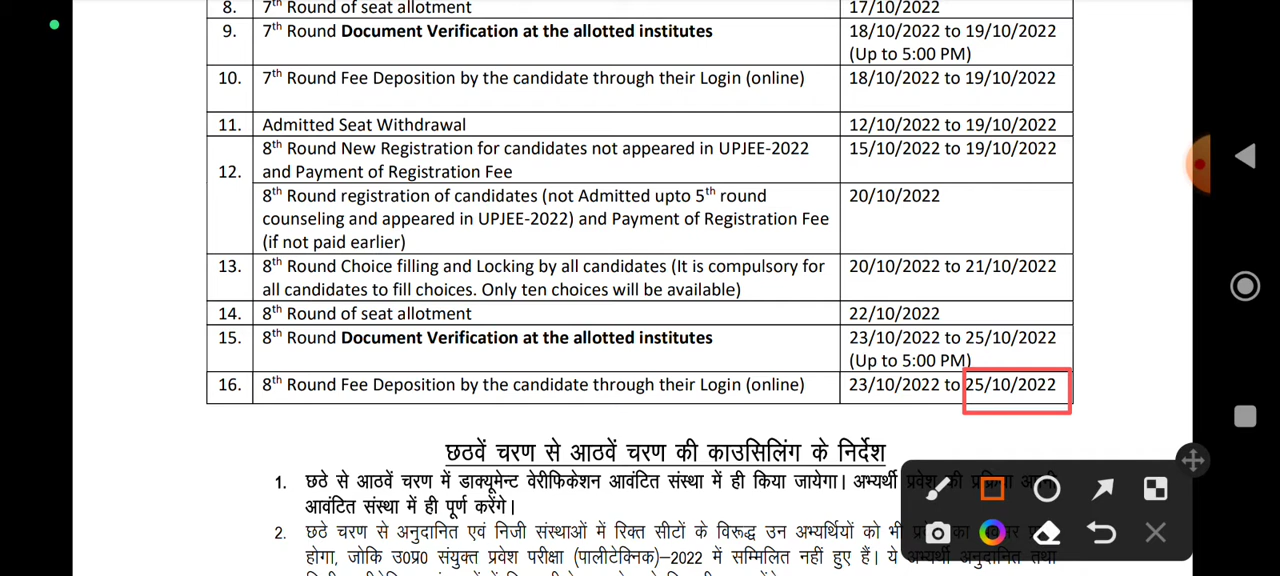 8. 7th Round of seat allotment 17/10/2022
9. 7th Round Document Verification at the allotted institutes 18/10/2022 to 19/10/2022
(Up to 5:00 PM)
10. 7th Round Fee Deposition by the candidate through their Login (online) 18/10/2022 to 19/10/2022
11. Admitted Seat Withdrawal 12/10/2022 to 19/10/2022
12. 8th Round New Registration for candidates not appeared in UPJEE-2022 15/10/2022 to 19/10/2022
and Payment of Registration Fee
8th Round registration of candidates (not Admitted upto 5th round 20/10/2022
counseling and appeared in UPJEE-2022) and Payment of Registration Fee
(if not paid earlier)
13. 8th Round Choice filling and Locking by all candidates (It is compulsory for 20/10/2022 to 21/10/2022
all candidates to fill choices. Only ten choices will be available)
14. 8th Round of seat allotment 22/10/2022
15. 8th Round Document Verification at the allotted institutes 23/10/2022 to 25/10/2022
(Up to 5:00 PM)
16. 8th Round Fee Deposition by the candidate through their Login (online) 23/10/2022 to 25/10/2022
छठवें चरण से आठवें चरण की काउसिलिंग के निर्देश
1. छठे से आठवें चरण में डाक्यूमेन्ट वेरीफिकेशन आवंटित संस्था में ही किया जायेगा। अभ्यर्थी प्रवेश की
आवंटित संस्था में ही पूर्ण करेंगे।
2. छठे चरण से अनुदानित एवं निजी संस्थाओं में रिक्त सीटों के विरूद्ध उन अभ्यर्थियों को भी
होगा, जोकि उ0प्र0 संयुक्त प्रवेश परीक्षा (पालीटेक्निक)–2022 में सम्मिलित नहीं हुए हैं। ये अभ्यर्थी अनुदानित तथा